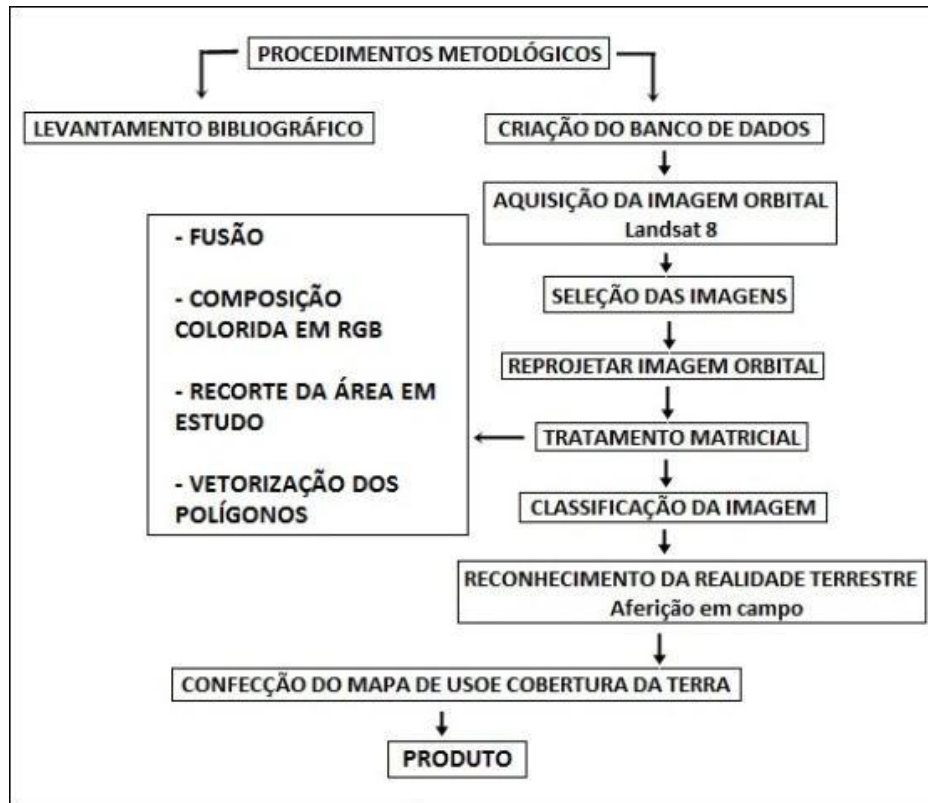 PROCEDIMENTOS METODLÓGICOS
LEVANTAMENTO BIBLIOGRÁFICO
CRIAÇÃO DO BANCO DE DADOS
AQUISIÇÃO DA IMAGEM ORBITAL
Landsat 8
SELEÇÃO DAS IMAGENS
REPROJETAR IMAGEM ORBITAL
TRATAMENTO MATRICIAL
- FUSÃO
- COMPOSIÇÃO
COLORIDA EM RGB
- RECORTE DA ÁREA EM
ESTUDO
- VETORIZAÇÃO DOS
POLÍGONOS
CLASSIFICAÇÃO DA IMAGEM
RECONHECIMENTO DA REALIDADE TERRESTRE
Aferição em campo
CONFECÇÃO DO MAPA DE USOE COBERTURA DA TERRA
PRODUTO